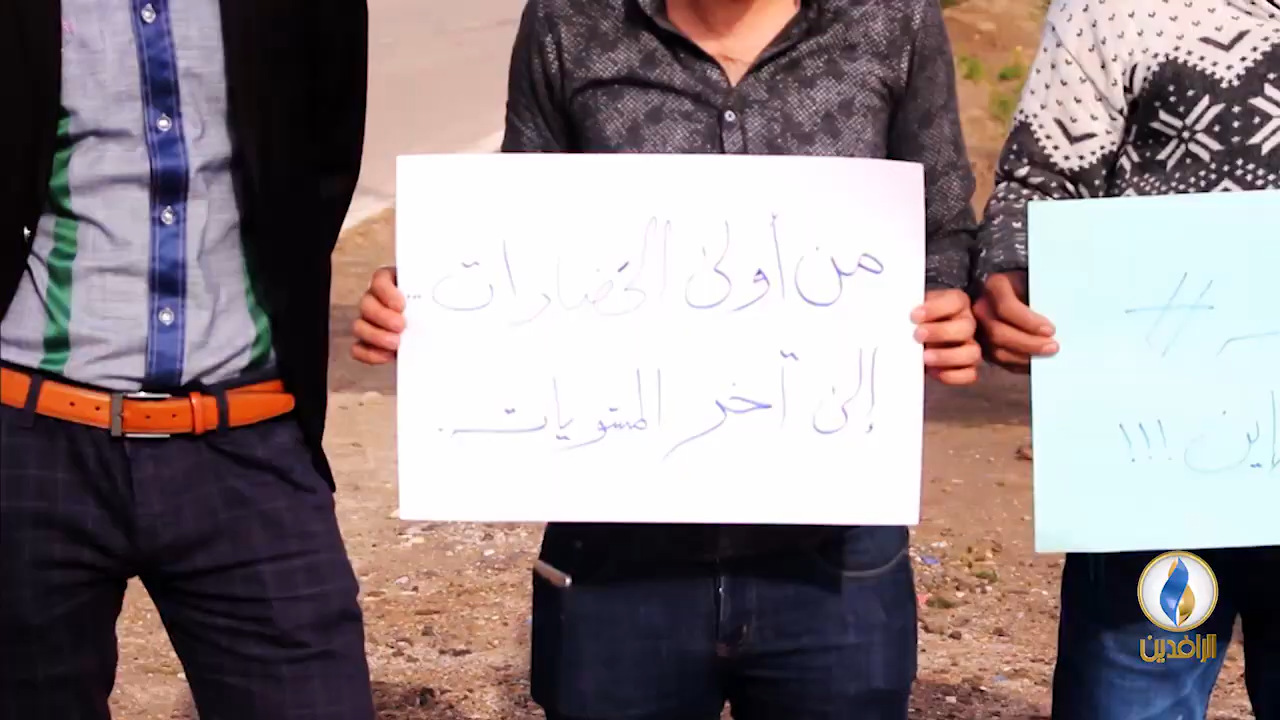 من أولى الحضارات ..
إلى آخر المستويات .
#
!!!
الرافدين